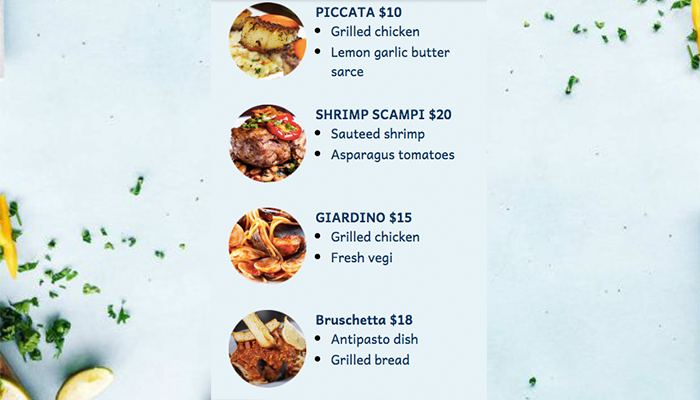 PICCATA $10
• Grilled chicken
• Lemon garlic butter
sarce
SHRIMP SCAMPI $20
• Sauteed shrimp
• Asparagus tomatoes
GIARDINO $15
• Grilled chicken
• Fresh vegi
Bruschetta $18
• Antipasto dish
• Grilled bread